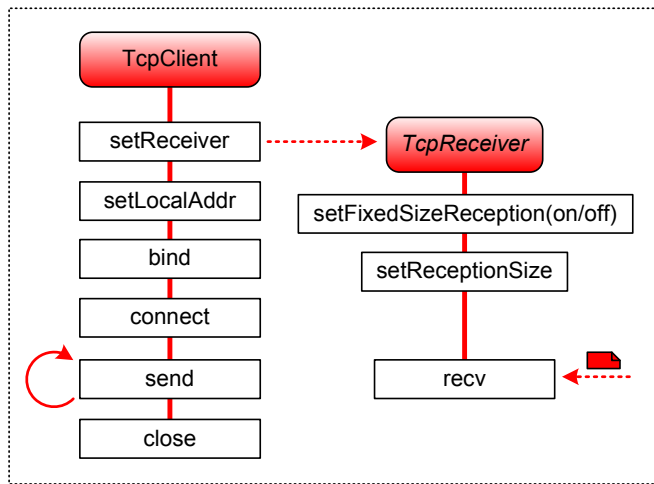 TcpClient
setReceiver
setLocalAddr
bind
connect
send
close
TcpReceiver
setFixedSizeReception(on/off)
setReceptionSize
recv